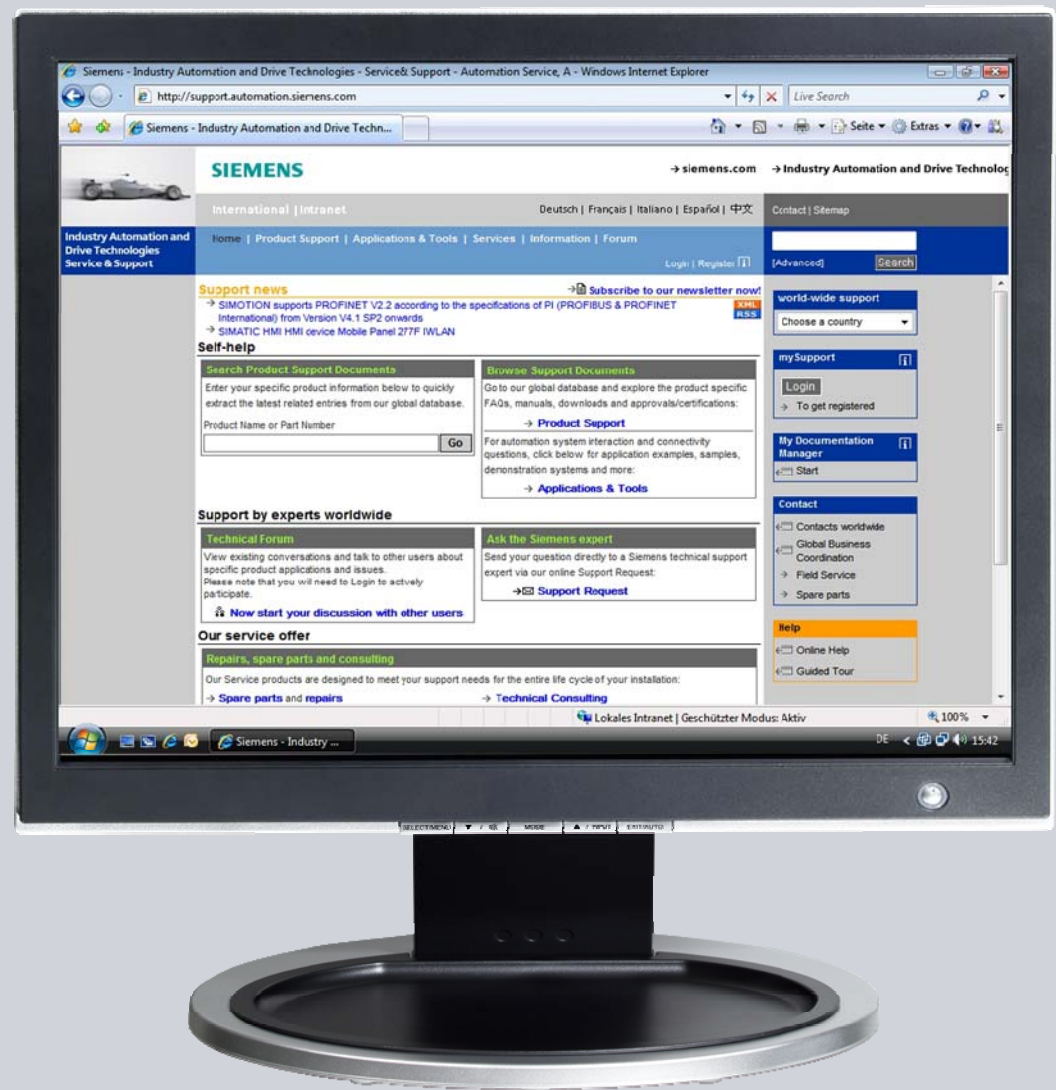 Siemens - Industry Automation and Drive Technologies - Service& Support - Automation Service, A - Windows Internet Explorer
http://support.automation.siemens.com
Live Search
Siemens - Industry Automation and Drive Techn...
Seite
Extras
SIEMENS
→ siemens.com
→ Industry Automation and Drive Technolog
International | Intranet
Deutsch | Français | Italiano | Español | 中文
Contact | Sitemap
Industry Automation and
Drive Technologies
Service & Support
Home | Product Support | Applications & Tools | Services | Information | Forum
Login | Register
[Advanced]
Search
Support news
→ Subscribe to our newsletter now!
→ SIMOTION supports PROFINET V2.2 according to the specifications of PI (PROFIBUS & PROFINET
International) from Version V4.1 SP2 onwards
XML
RSS
→ SIMATIC HMI HMI device Mobile Panel 277F IWLAN
Self-help
Search Product Support Documents
Enter your specific product information below to quickly
extract the latest related entries from our global database.
Product Name or Part Number
Go
Browse Support Documents
Go to our global database and explore the product specific
FAQs, manuals, downloads and approvals/certifications:
→ Product Support
For automation system interaction and connectivity
questions, click below for application examples, samples,
demonstration systems and more:
→ Applications & Tools
Support by experts worldwide
Technical Forum
View existing conversations and talk to other users about
specific product applications and issues.
Please note that you will need to Login to actively
participate.
Now start your discussion with other users
Ask the Siemens expert
Send your question directly to a Siemens technical support
expert via our online Support Request:
→ Support Request
Our service offer
Repairs, spare parts and consulting
Our Service products are designed to meet your support needs for the entire life cycle of your installation:
→ Spare parts and repairs
→ Technical Consulting
world-wide support
Choose a country
mySupport
Login
→ To get registered
My Documentation
Manager
Start
Contact
Contacts worldwide
Global Business
Coordination
→ Field Service
→ Spare parts
Help
Online Help
Guided Tour
Lokales Intranet | Geschützter Modus: Aktiv
100%
Siemens - Industry ...
DE
15:42
MODE